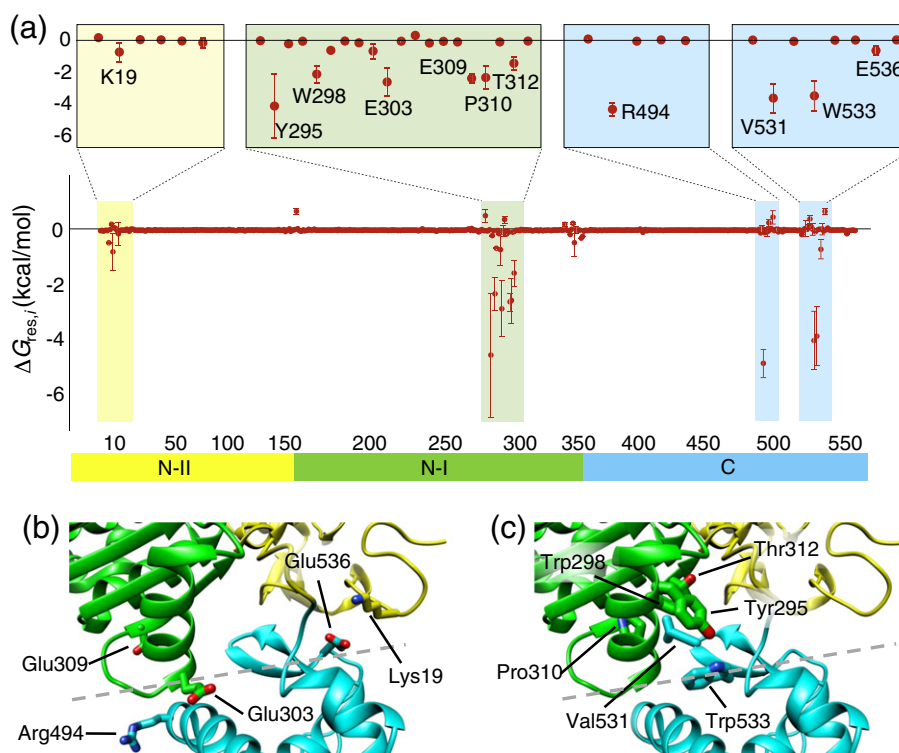 (a)
0
-2
-4
-6
K19
Y295
W298
E303
E309
P310
T312
R494
V531
W533
E536
ΔG_res,i (kcal/mol)
0
-2
-4
-6
10 50 100 150 200 250 300 350 400 450 500 550
N-II N-I C
(b)
Glu536
Glu309
Lys19
Glu303
Arg494
(c)
Thr312
Trp298
Tyr295
Pro310
Val531
Trp533